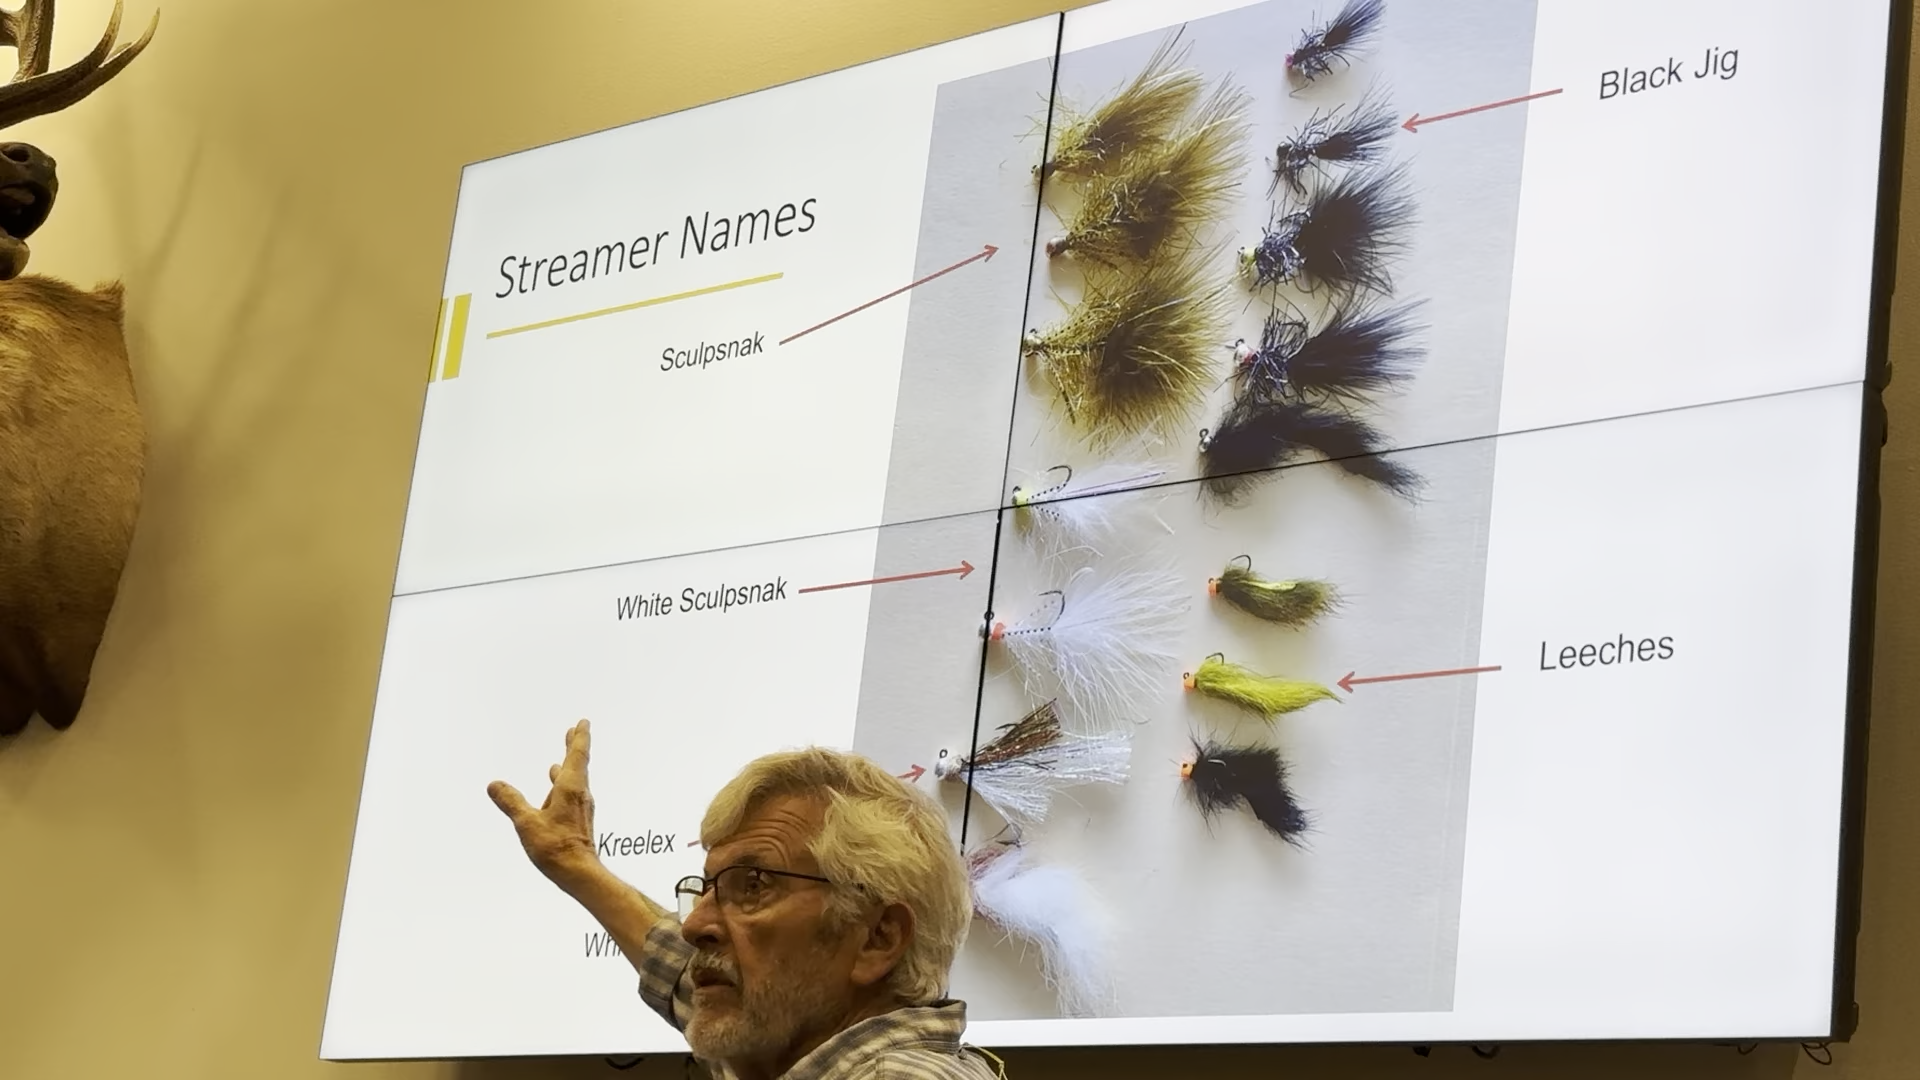 Streamer Names
Black Jig
Sculpsnak
White Sculpsnak
Leeches
Kreelex